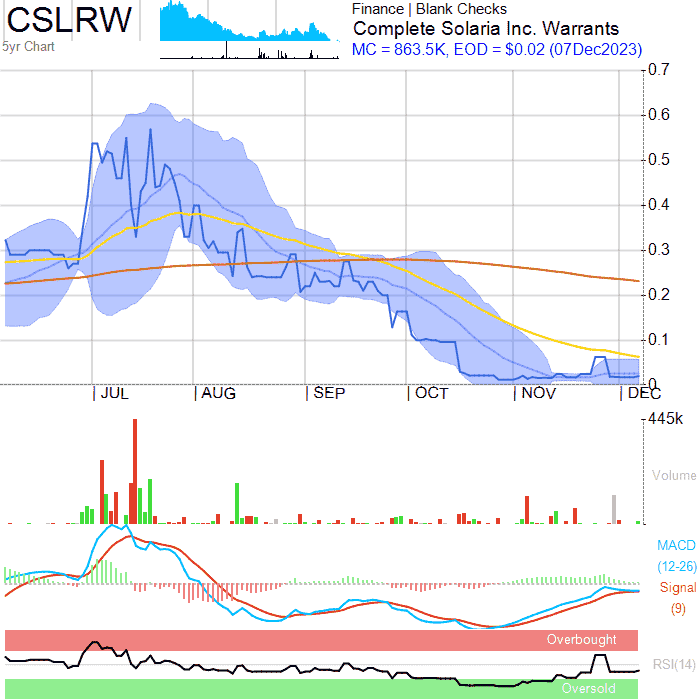 CSLRW
5yr Chart
Finance | Blank Checks
Complete Solaria Inc. Warrants
MC = 863.5K, EOD = $0.02 (07Dec2023)
0.7
0.6
0.5
0.4
0.3
0.2
0.1
0
JUL AUG SEP OCT NOV DEC
445k
Volume
MACD
(12-26)
Signal
(9)
Overbought
RSI(14)
Oversold